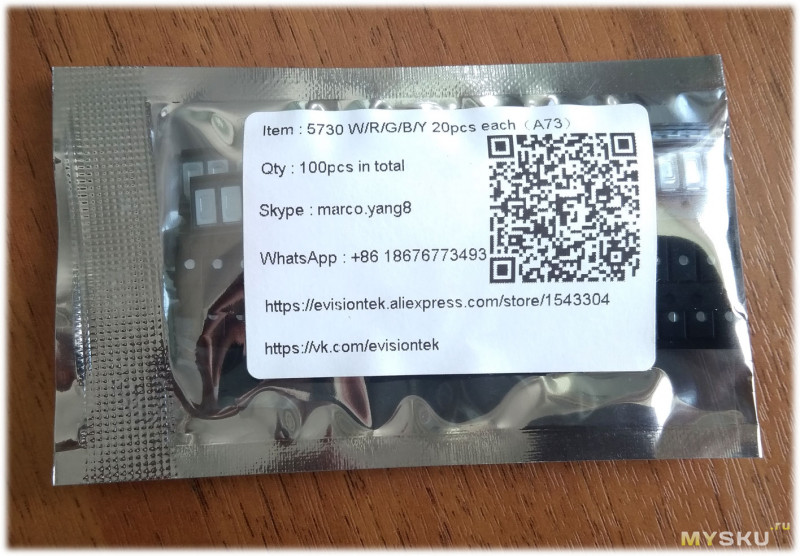 Item : 5730 W/R/G/B/Y 20pcs each（A73）
Qty : 100pcs in total
Skype : marco.yang8
WhatsApp : +86 18676773493
https://evisiontek.aliexpress.com/store/1543304
https://vk.com/evisiontek
MYSKU.ru